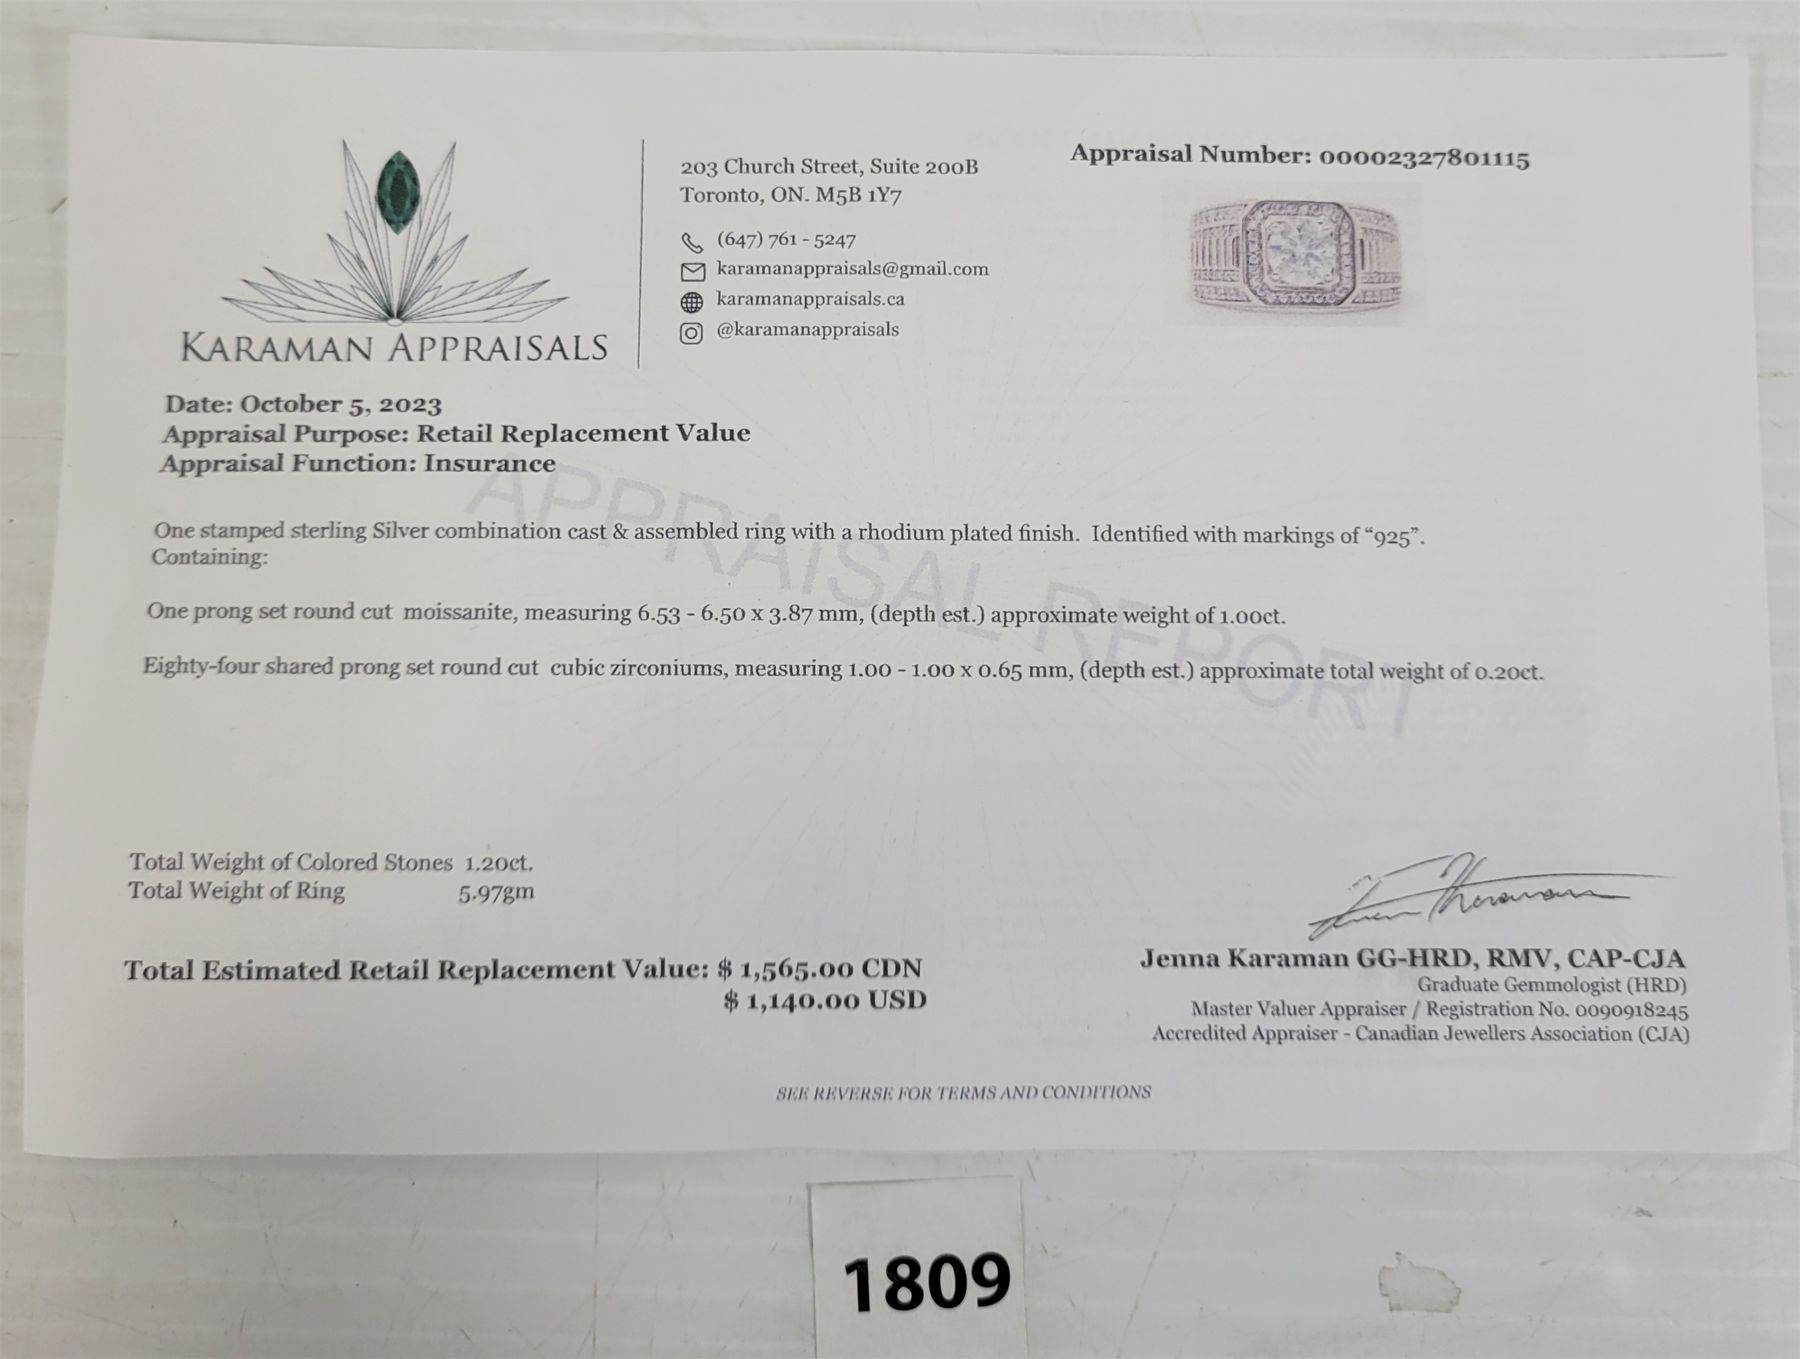 KARAMAN APPRAISALS
203 Church Street, Suite 200B
Toronto, ON. M5B 1Y7
(647) 761 - 5247
karamanappraisals@gmail.com
karamanappraisals.ca
@karamanappraisals
Appraisal Number: 00002327801115
Date: October 5, 2023
Appraisal Purpose: Retail Replacement Value
Appraisal Function: Insurance
APPRAISAL REPORT
One stamped sterling Silver combination cast & assembled ring with a rhodium plated finish. Identified with markings of “925”.
Containing:
One prong set round cut moissanite, measuring 6.53 - 6.50 x 3.87 mm, (depth est.) approximate weight of 1.00ct.
Eighty-four shared prong set round cut cubic zirconiums, measuring 1.00 - 1.00 x 0.65 mm, (depth est.) approximate total weight of 0.20ct.
Total Weight of Colored Stones 1.20ct.
Total Weight of Ring 5.97gm
Total Estimated Retail Replacement Value: $ 1,565.00 CDN
$ 1,140.00 USD
Jenna Karaman GG-HRD, RMV, CAP-CJA
Graduate Gemmologist (HRD)
Master Valuer Appraiser / Registration No. 0090918245
Accredited Appraiser - Canadian Jewellers Association (CJA)
SEE REVERSE FOR TERMS AND CONDITIONS
1809